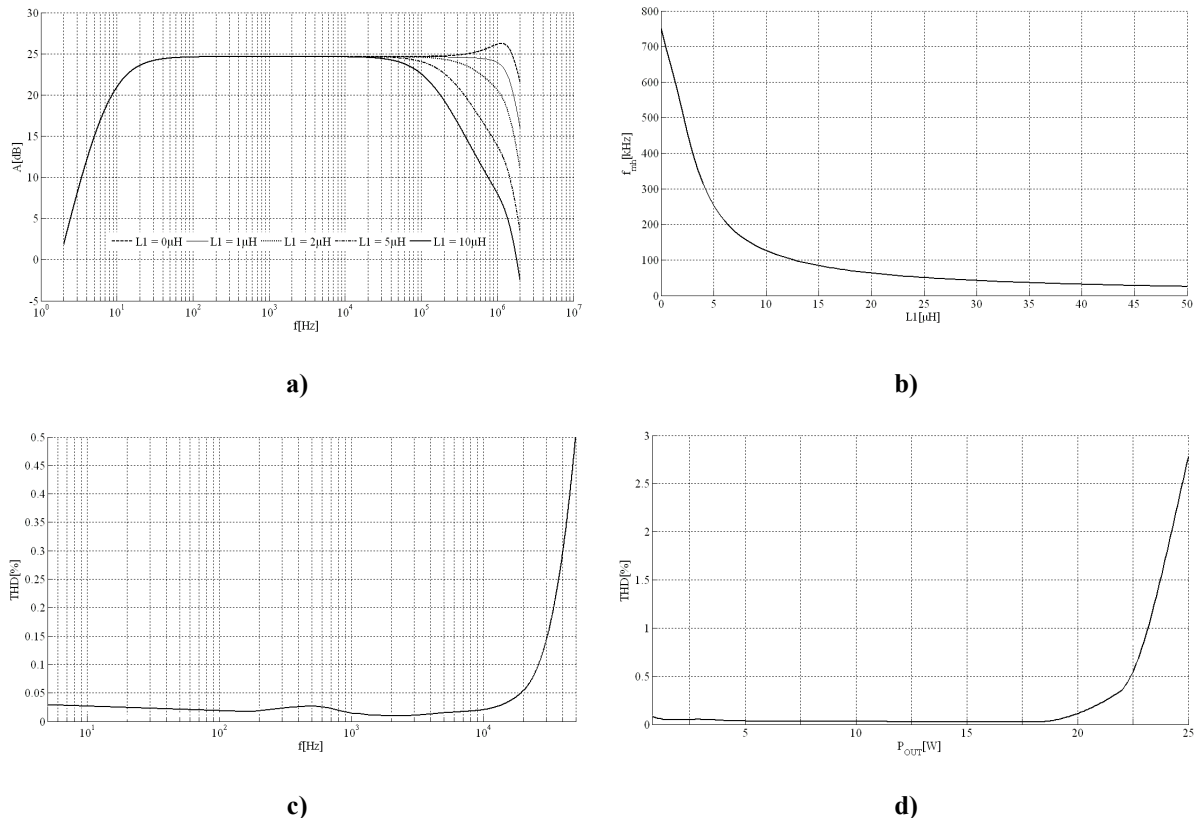 30
25
20
15
10
5
0
-5
A[dB]
L1 = 0µH L1 = 1µH L1 = 2µH L1 = 5µH L1 = 10µH
10^0 10^1 10^2 10^3 10^4 10^5 10^6 10^7
f[Hz]
a)
800
700
600
500
400
300
200
100
0
f_mh[kHz]
0 5 10 15 20 25 30 35 40 45 50
L1[µH]
b)
0.5
0.45
0.4
0.35
0.3
0.25
0.2
0.15
0.1
0.05
0
THD[%]
10^1 10^2 10^3 10^4
f[Hz]
c)
3
2.5
2
1.5
1
0.5
0
THD[%]
5 10 15 20 25
P_OUT[W]
d)